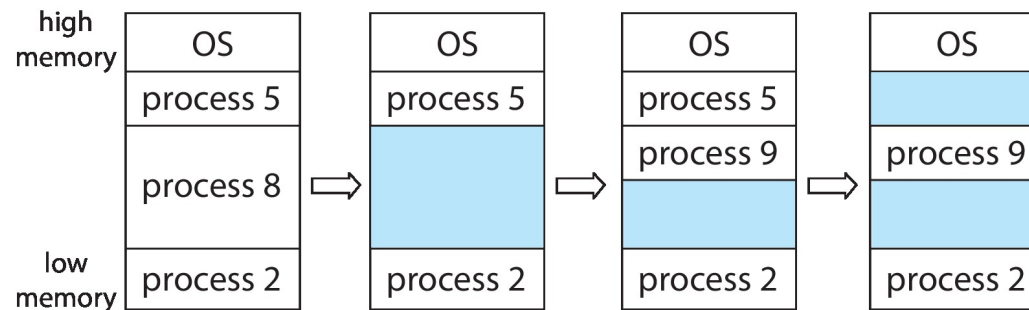 high
memory
OS
OS
OS
OS
process 5
process 5
process 5
process 8
process 9
process 9
low
memory
process 2
process 2
process 2
process 2